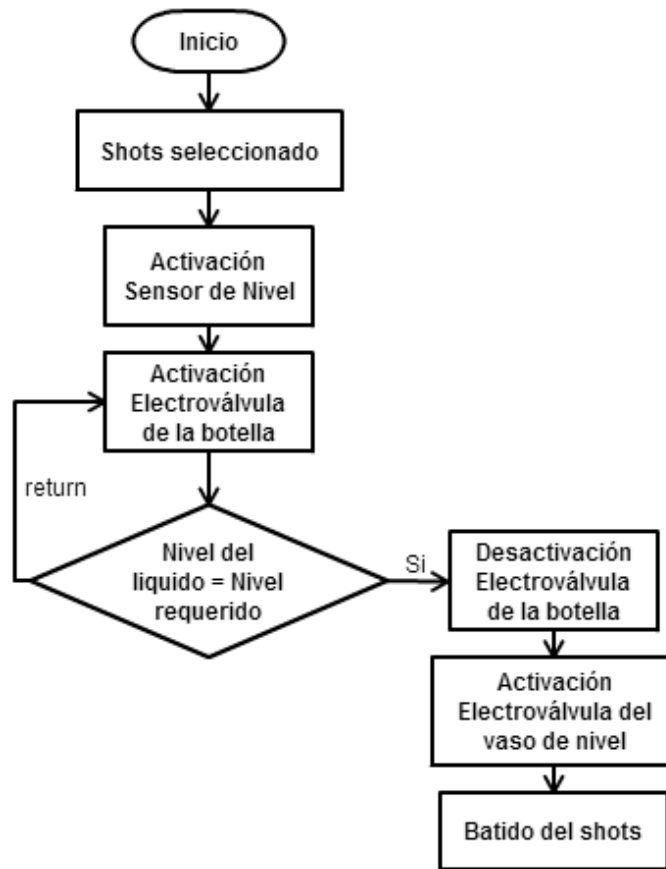 Inicio
Shots seleccionado
Activación
Sensor de Nivel
Activación
Electroválvula
de la botella
return
Nivel del
liquido = Nivel
requerido
Si
Desactivación
Electroválvula
de la botella
Activación
Electroválvula del
vaso de nivel
Batido del shots